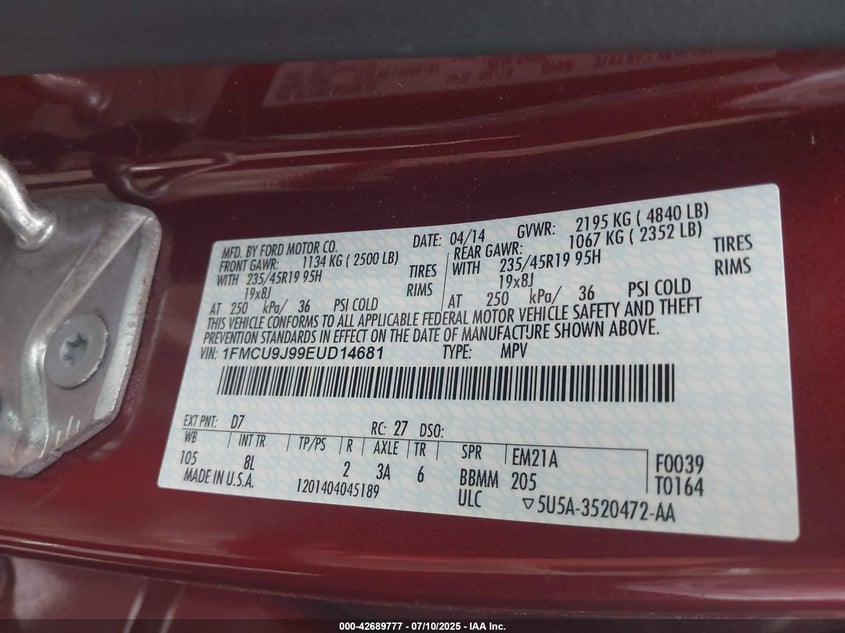 MFD. BY FORD MOTOR CO. DATE: 04/14 GVWR: 2195 KG ( 4840 LB)
FRONT GAWR: 1134 KG ( 2500 LB) REAR GAWR: 1067 KG ( 2352 LB)
WITH 235/45R19 95H TIRES WITH 235/45R19 95H TIRES
19x8J RIMS 19x8J RIMS
AT 250 kPa/ 36 PSI COLD AT 250 kPa/ 36 PSI COLD
THIS VEHICLE CONFORMS TO ALL APPLICABLE FEDERAL MOTOR VEHICLE SAFETY AND THEFT
PREVENTION STANDARDS IN EFFECT ON THE DATE OF MANUFACTURE SHOWN ABOVE.
VIN: 1FMCU9J99EUD14681 TYPE: MPV
EXT PNT: D7 RC: 27 DSO:
WB INT TR TP/PS R AXLE TR SPR EM21A F0039
105 8L 2 3A 6 BBMM 205 T0164
MADE IN U.S.A. 1201404045189 ULC ▽5U5A-3520472-AA
000-42689777 - 07/10/2025 - IAA Inc.